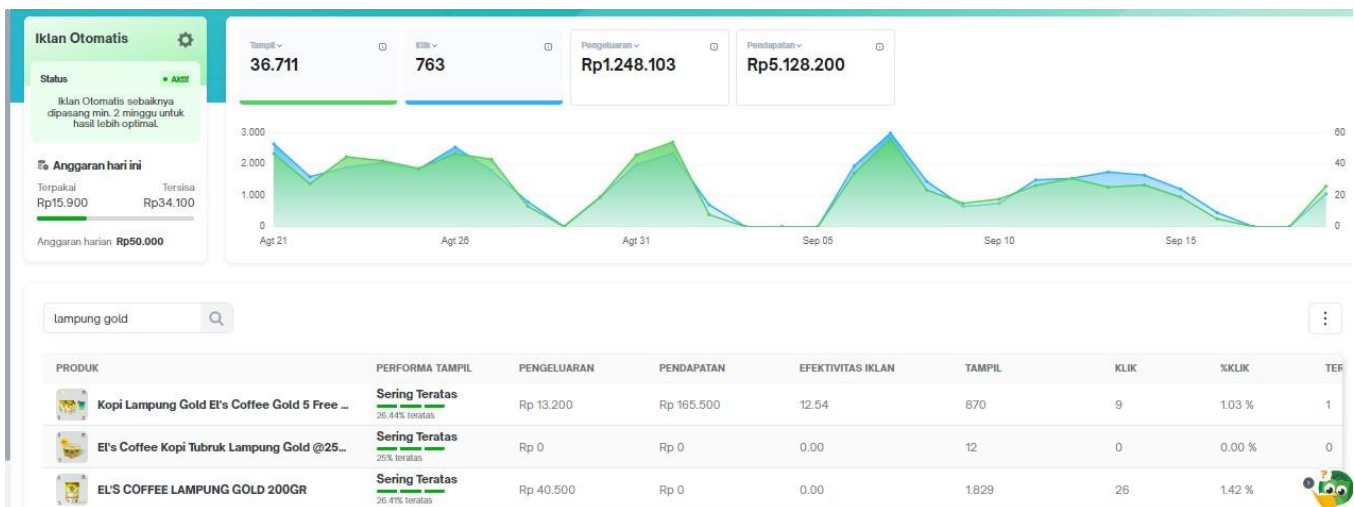 Iklan Otomatis
Status
• Aktif
Iklan Otomatis sebaiknya
dipasang min. 2 minggu untuk
hasil lebih optimal.
Anggaran hari ini
Terpakai Tersisa
Rp15.900 Rp34.100
Anggaran harian Rp50.000
Tampil Klik Pengeluaran Pendapatan
36.711 763 Rp1.248.103 Rp5.128.200
3.000 60
2.000 40
1.000 20
0 0
Agt 21 Agt 26 Agt 31 Sep 05 Sep 10 Sep 15
lampung gold
PRODUK PERFORMA TAMPIL PENGELUARAN PENDAPATAN EFEKTIVITAS IKLAN TAMPIL KLIK %KLIK TER
Kopi Lampung Gold El's Coffee Gold 5 Free ... Sering Teratas Rp 13.200 Rp 165.500 12.54 870 9 1.03 % 1
26.44% teratas
El's Coffee Kopi Tubruk Lampung Gold @25... Sering Teratas Rp 0 Rp 0 0.00 12 0 0.00 % 0
25% teratas
EL'S COFFEE LAMPUNG GOLD 200GR Sering Teratas Rp 40.500 Rp 0 0.00 1.829 26 1.42 %
26.41% teratas